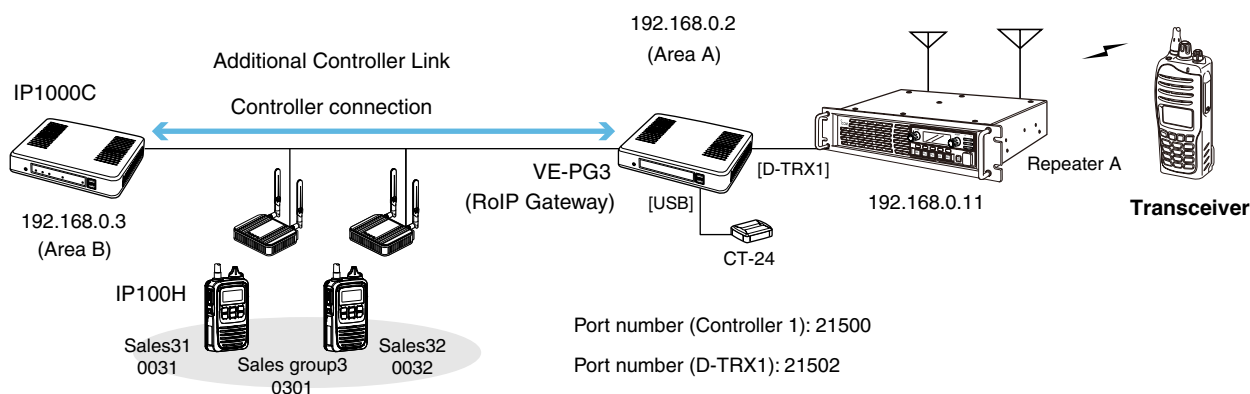 192.168.0.2
(Area A)
Additional Controller Link
IP1000C
Controller connection
VE-PG3
(RoIP Gateway)
[D-TRX1]
[USB]
CT-24
Repeater A
192.168.0.11
Transceiver
192.168.0.3
(Area B)
IP100H
Sales31
0031
Sales group3
0301
Sales32
0032
Port number (Controller 1): 21500
Port number (D-TRX1): 21502